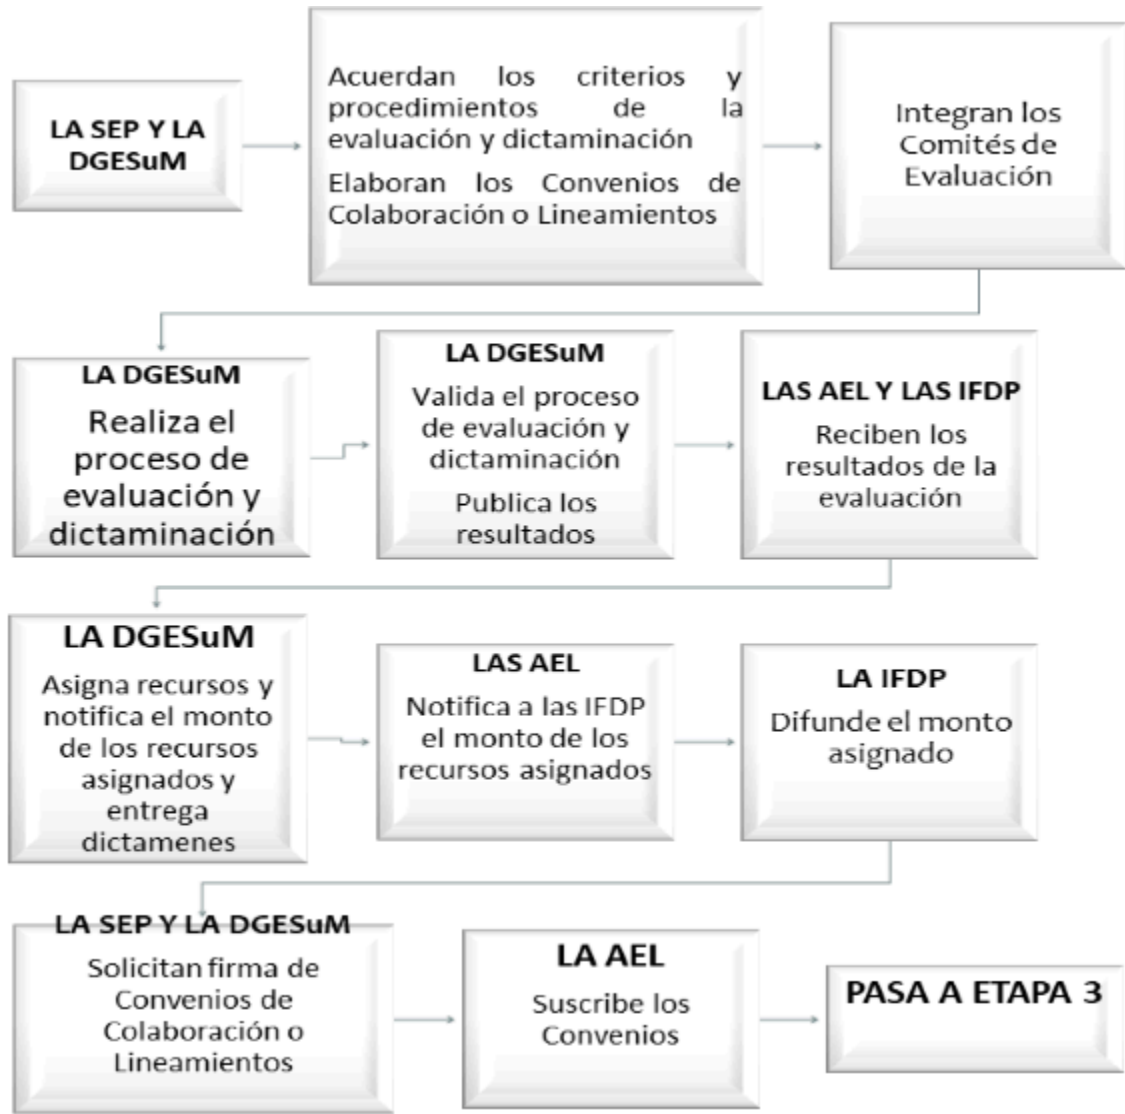 LA SEP Y LA
DGESuM
Acuerdan los criterios y
procedimientos de la
evaluación y dictaminación
Elaboran los Convenios de
Colaboración o Lineamientos
Integran los
Comités de
Evaluación
LA DGESuM
Realiza el
proceso de
evaluación y
dictaminación
LA DGESuM
Valida el proceso
de evaluación y
dictaminación
Publica los
resultados
LAS AEL Y LAS IFDP
Reciben los
resultados de la
evaluación
LA DGESuM
Asigna recursos y
notifica el monto
de los recursos
asignados y
entrega
dictamenes
LAS AEL
Notifica a las IFDP
el monto de los
recursos asignados
LA IFDP
Difunde el monto
asignado
LA SEP Y LA DGESuM
Solicitan firma de
Convenios de
Colaboración o
Lineamientos
LA AEL
Suscribe los
Convenios
PASA A ETAPA 3